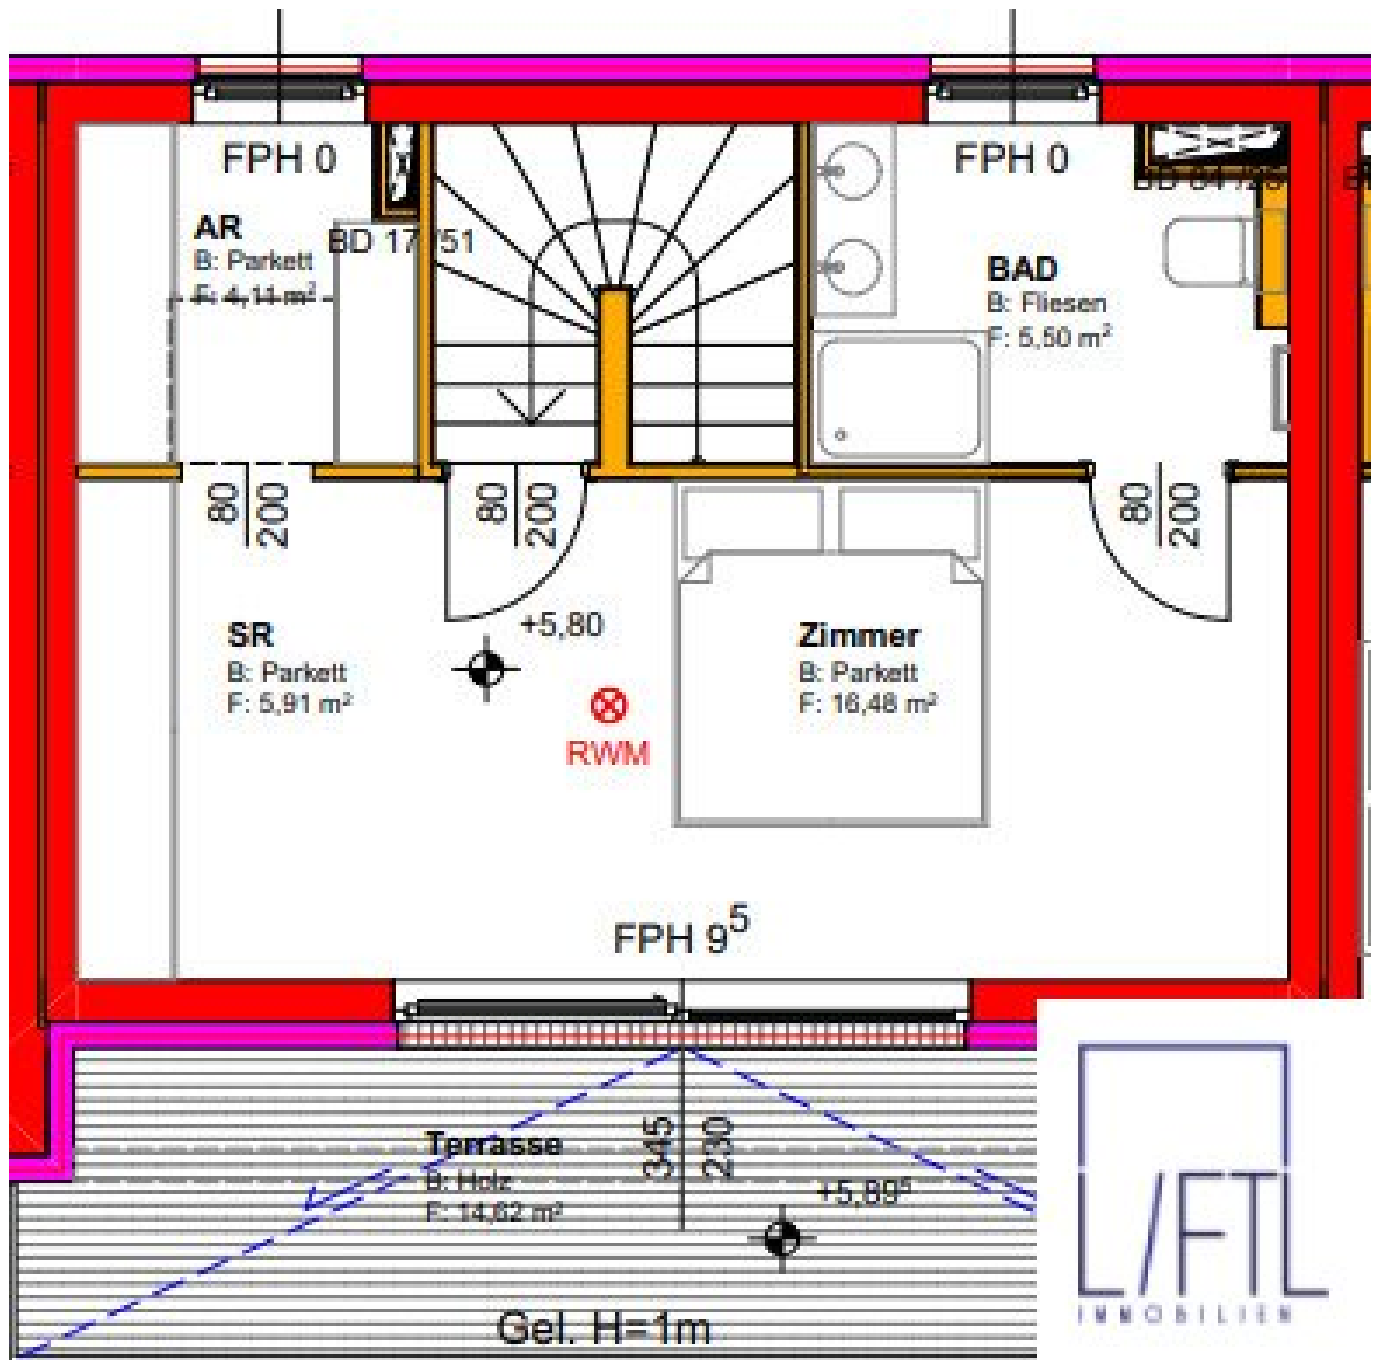 FPH 0
FPH 0
AR
B: Parkett
F: 4,11 m²
BD 17 /51
BAD
B: Fliesen
F: 5,50 m²
80
200
80
200
80
200
SR
B: Parkett
F: 5,91 m²
+5,80
RWM
Zimmer
B: Parkett
F: 16,48 m²
FPH 9⁵
345
230
Terrasse
B: Holz
F: 14,62 m²
+5,89⁵
Gel. H=1m
L/FTL
IMMOBILIEN